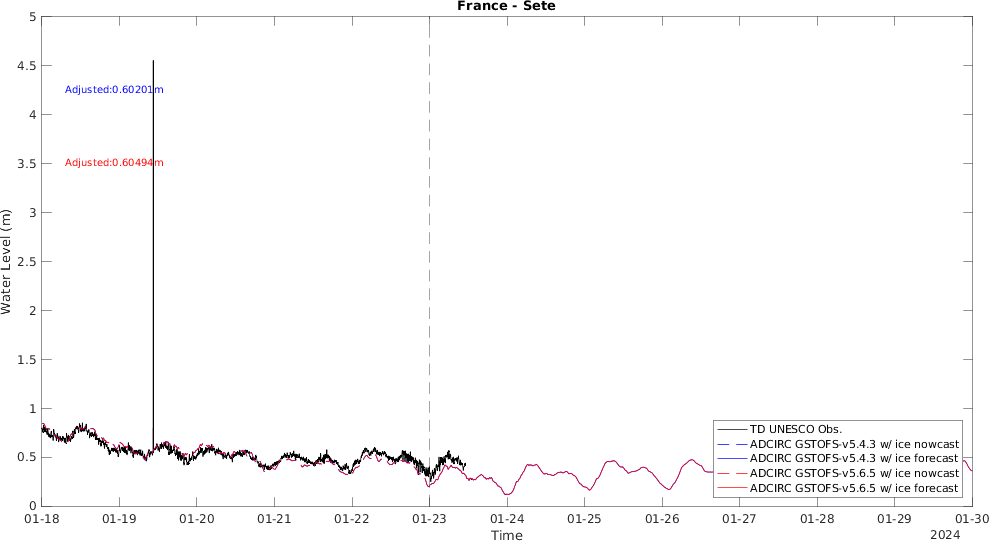 France - Sete
5
4.5
4
3.5
3
2.5
2
1.5
1
0.5
0
Water Level (m)
Adjusted:0.60201m
Adjusted:0.60494m
TD UNESCO Obs.
ADCIRC GSTOFS-v5.4.3 w/ ice nowcast
ADCIRC GSTOFS-v5.4.3 w/ ice forecast
ADCIRC GSTOFS-v5.6.5 w/ ice nowcast
ADCIRC GSTOFS-v5.6.5 w/ ice forecast
01-18 01-19 01-20 01-21 01-22 01-23 01-24 01-25 01-26 01-27 01-28 01-29 01-30
Time
2024